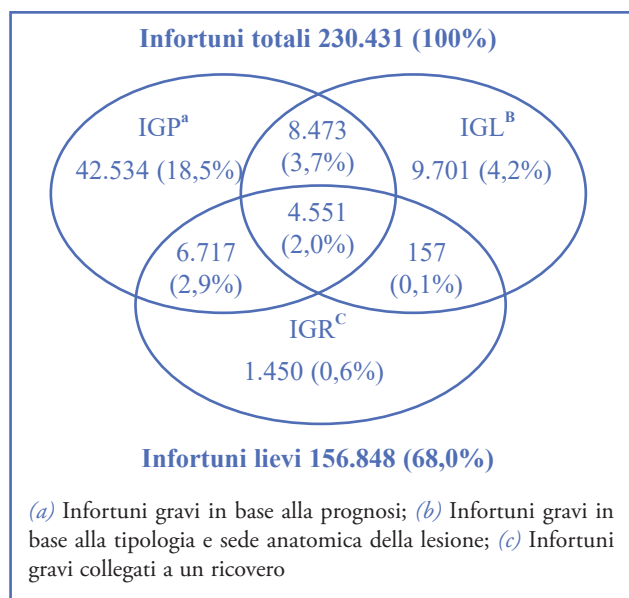 Infortuni totali 230.431 (100%)
IGPᵃ
8.473
IGLᴮ
42.534 (18,5%)
(3,7%)
9.701 (4,2%)
4.551
6.717
(2,0%)
157
(2,9%)
(0,1%)
IGRC
1.450 (0,6%)
Infortuni lievi 156.848 (68,0%)
(a) Infortuni gravi in base alla prognosi; (b) Infortuni gravi in
base alla tipologia e sede anatomica della lesione; (c) Infortuni
gravi collegati a un ricovero